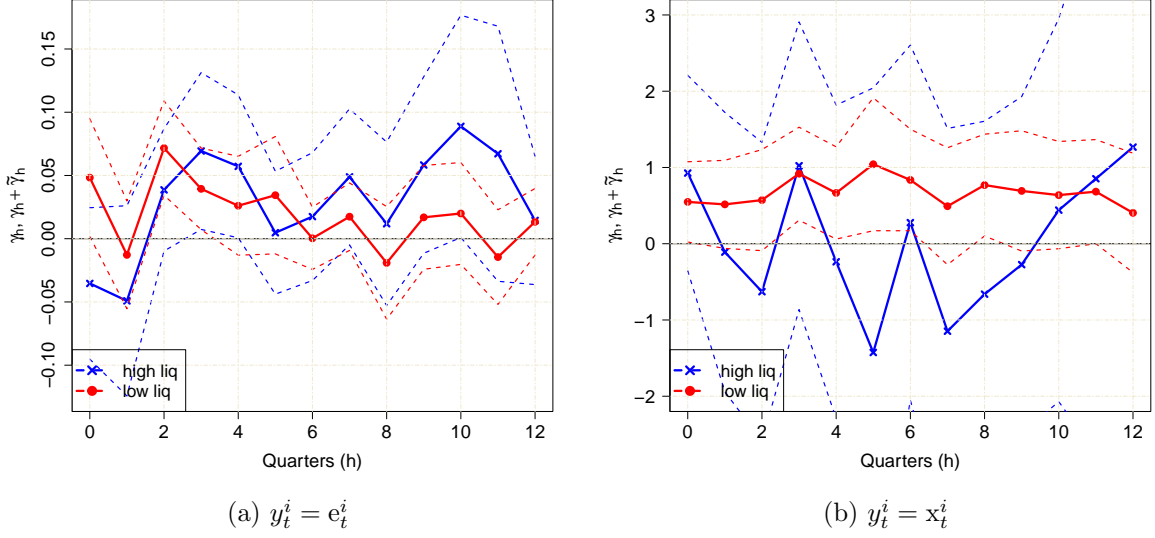 γh, γh + γ̃h
0.15
0.10
0.05
0.00
−0.05
−0.10
high liq
low liq
0 2 4 6 8 10 12
Quarters (h)
(a) y_t^i = e_t^i
γh, γh + γ̃h
3
2
1
0
−1
−2
high liq
low liq
0 2 4 6 8 10 12
Quarters (h)
(b) y_t^i = x_t^i